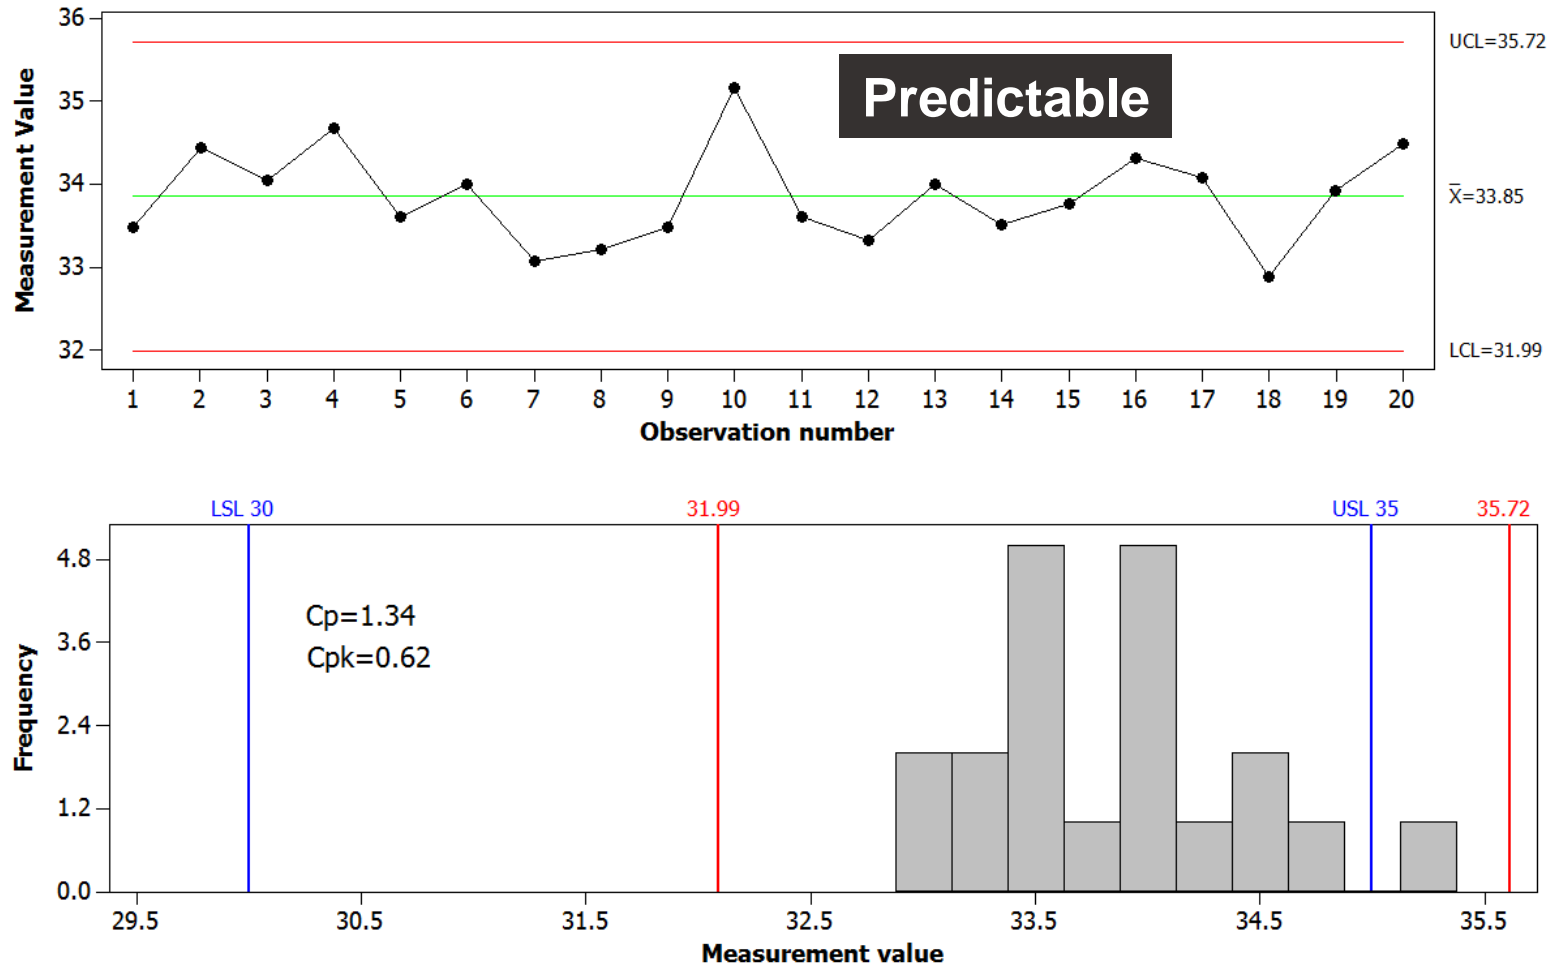 36
35
34
33
32
Measurement Value
Predictable
UCL=35.72
X̄=33.85
LCL=31.99
1 2 3 4 5 6 7 8 9 10 11 12 13 14 15 16 17 18 19 20
Observation number
LSL 30 31.99 USL 35 35.72
4.8
3.6
2.4
1.2
0.0
Frequency
Cp=1.34
Cpk=0.62
29.5 30.5 31.5 32.5 33.5 34.5 35.5
Measurement value